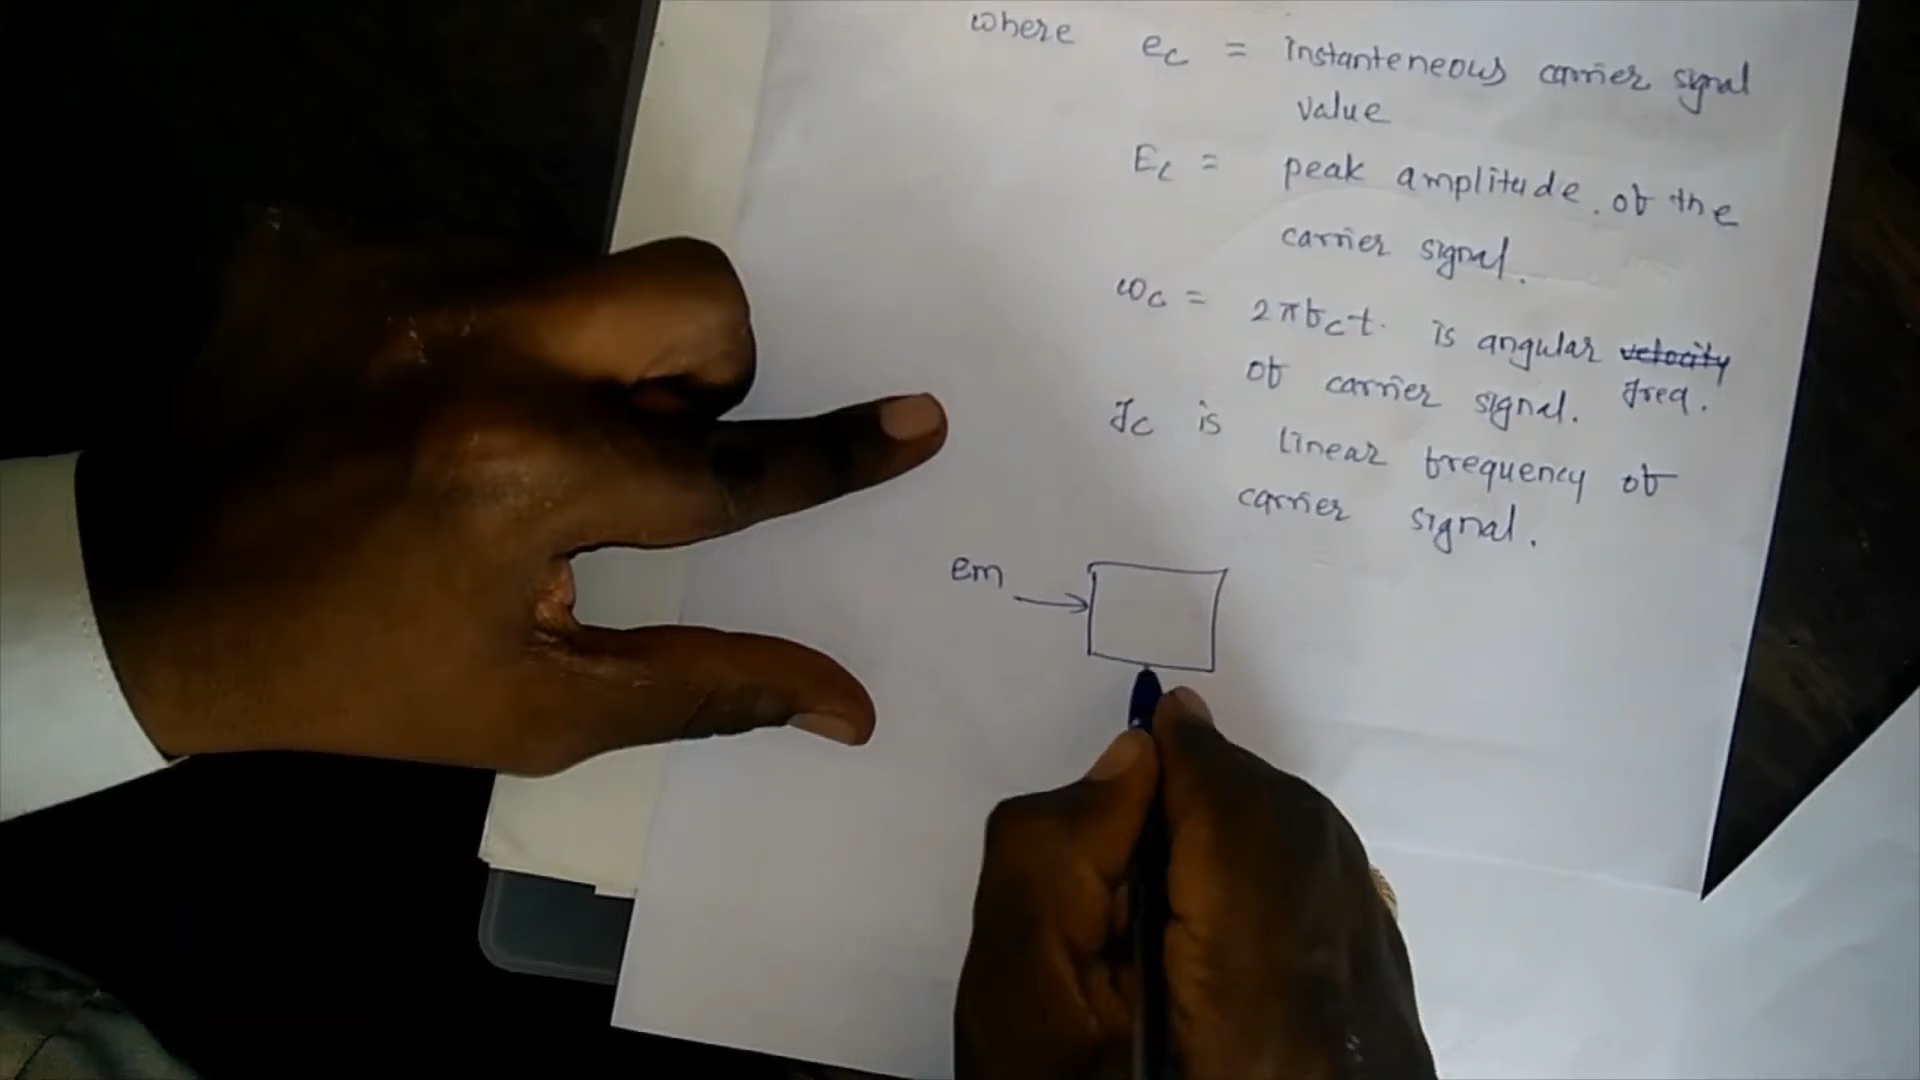 where ec = instanteneous carrier signal
value
Ec = peak amplitude. of the
carrier signal.
ωc = 2πfct. is angular velocity
of carrier signal. freq.
fc is linear frequency of
carrier signal.
em